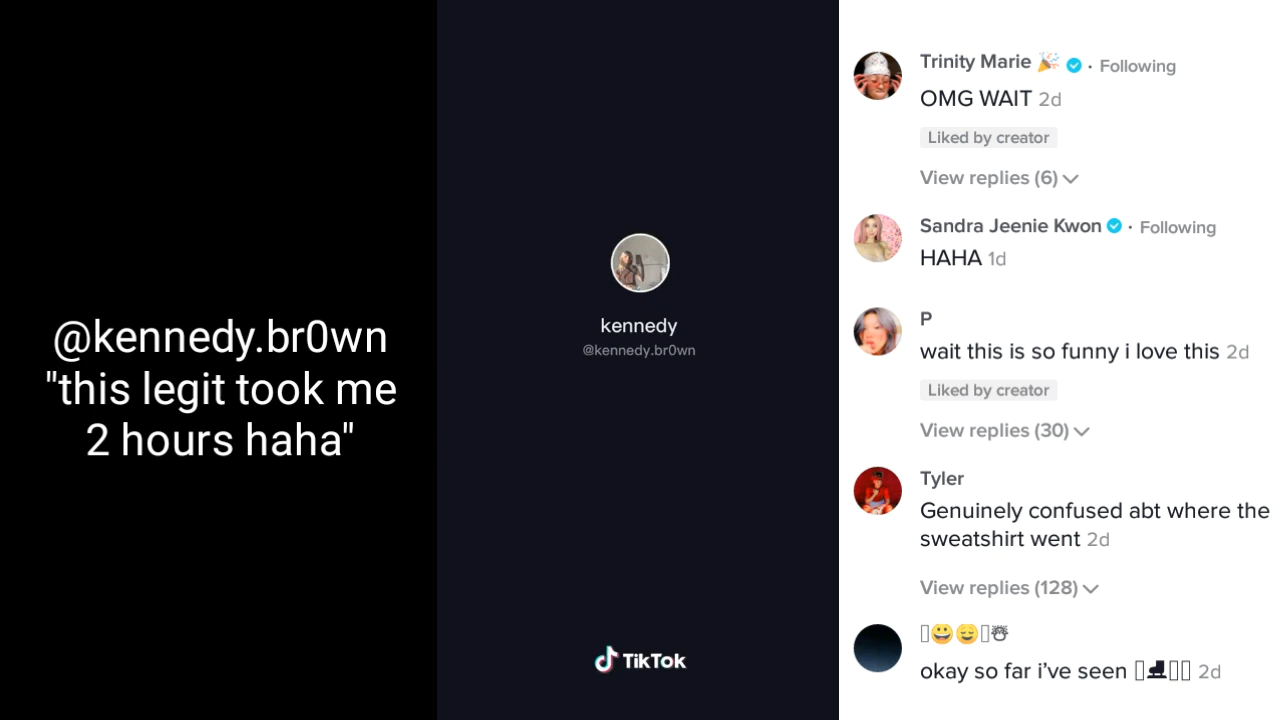 @kennedy.br0wn
"this legit took me
2 hours haha"
kennedy
@kennedy.br0wn
TikTok
Trinity Marie 🎉 · Following
OMG WAIT 2d
Liked by creator
View replies (6)
Sandra Jeenie Kwon · Following
HAHA 1d
P
wait this is so funny i love this 2d
Liked by creator
View replies (30)
Tyler
Genuinely confused abt where the
sweatshirt went 2d
View replies (128)
😀😌☃
okay so far i've seen ⛸ 2d